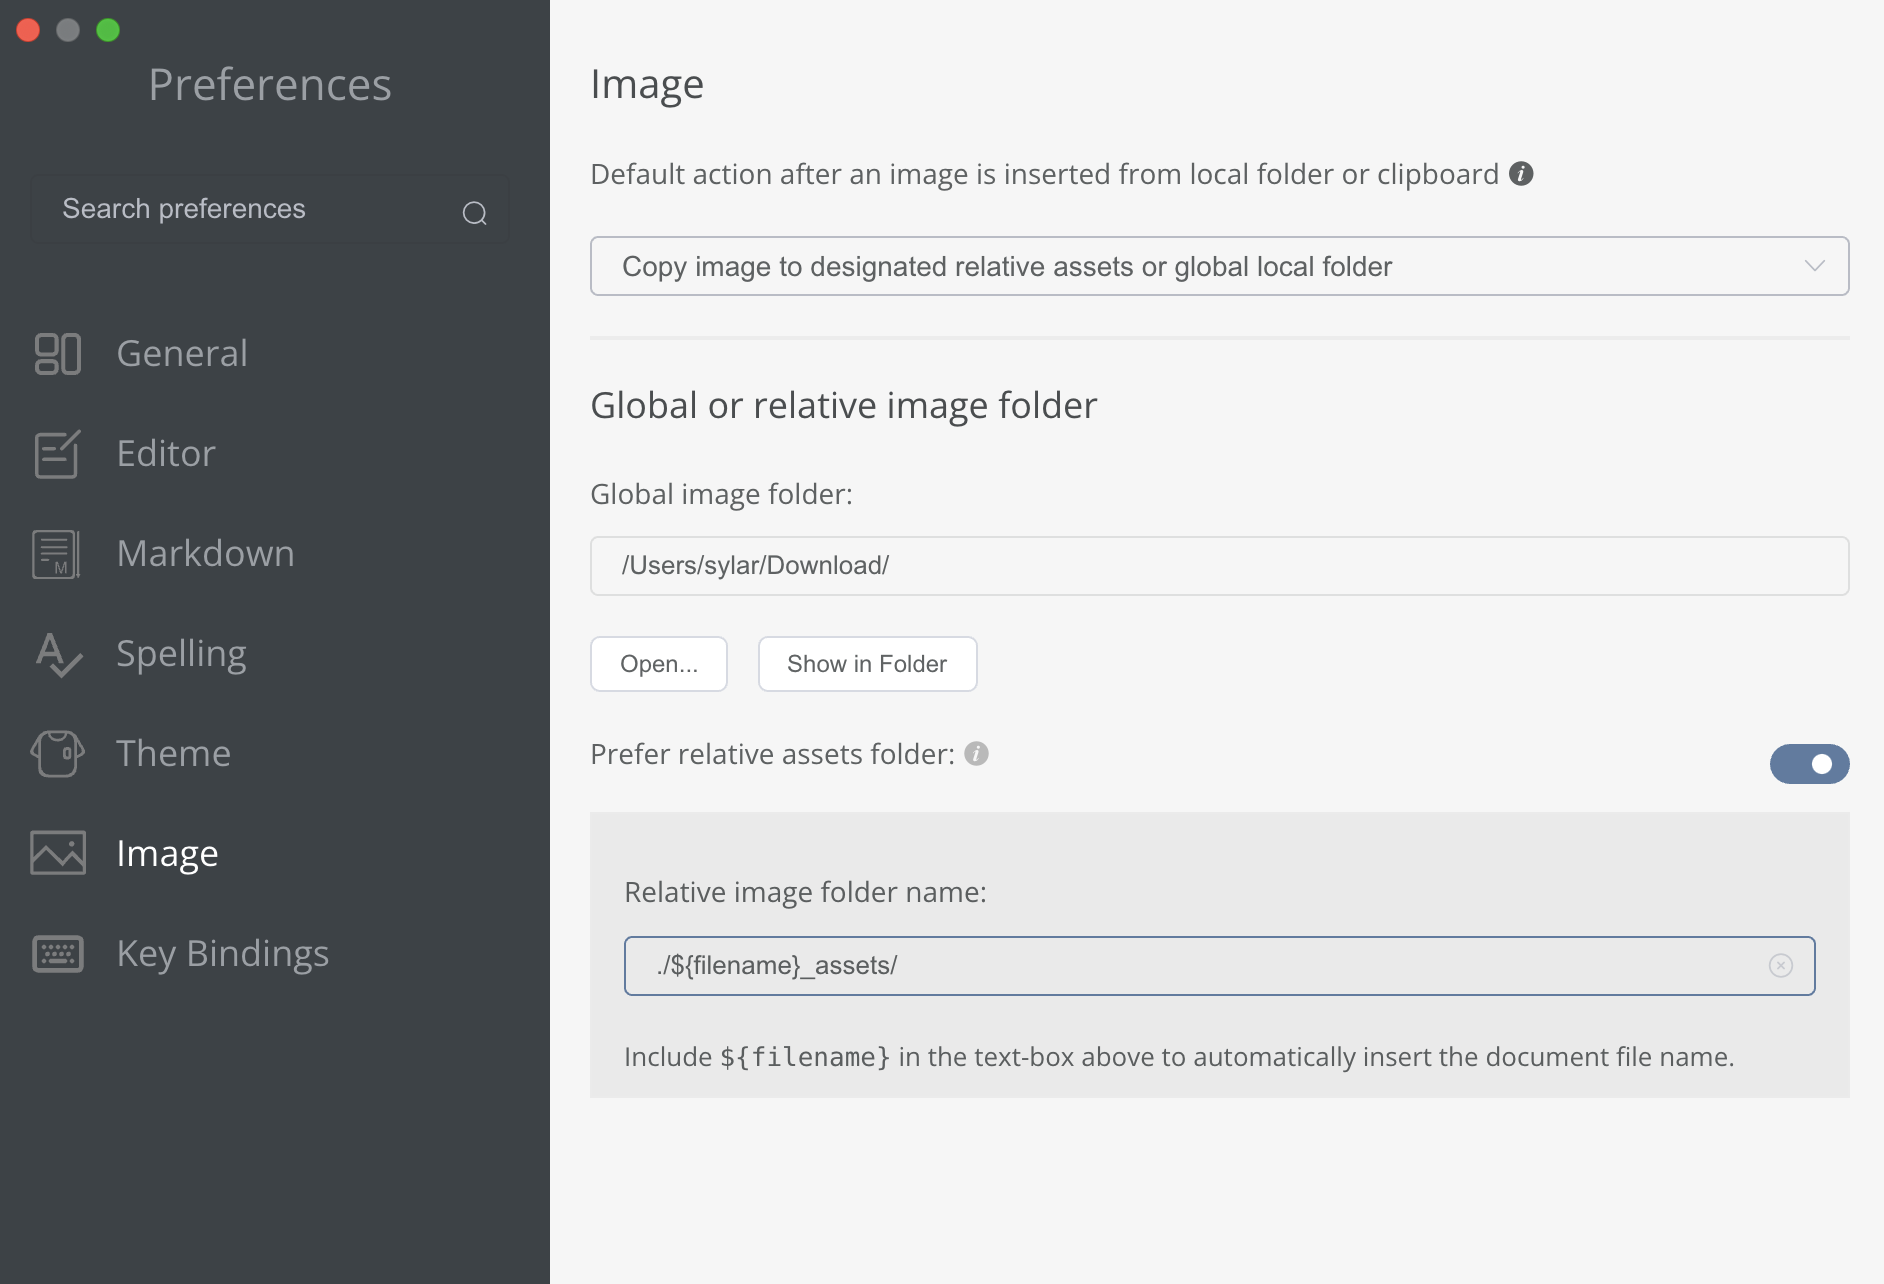 Preferences
Search preferences
General
Editor
M
Markdown
Spelling
Theme
Image
Key Bindings
Image
Default action after an image is inserted from local folder or clipboard
Copy image to designated relative assets or global local folder
Global or relative image folder
Global image folder:
/Users/sylar/Download/
Open...
Show in Folder
Prefer relative assets folder:
Relative image folder name:
./${filename}_assets/
Include ${filename} in the text-box above to automatically insert the document file name.